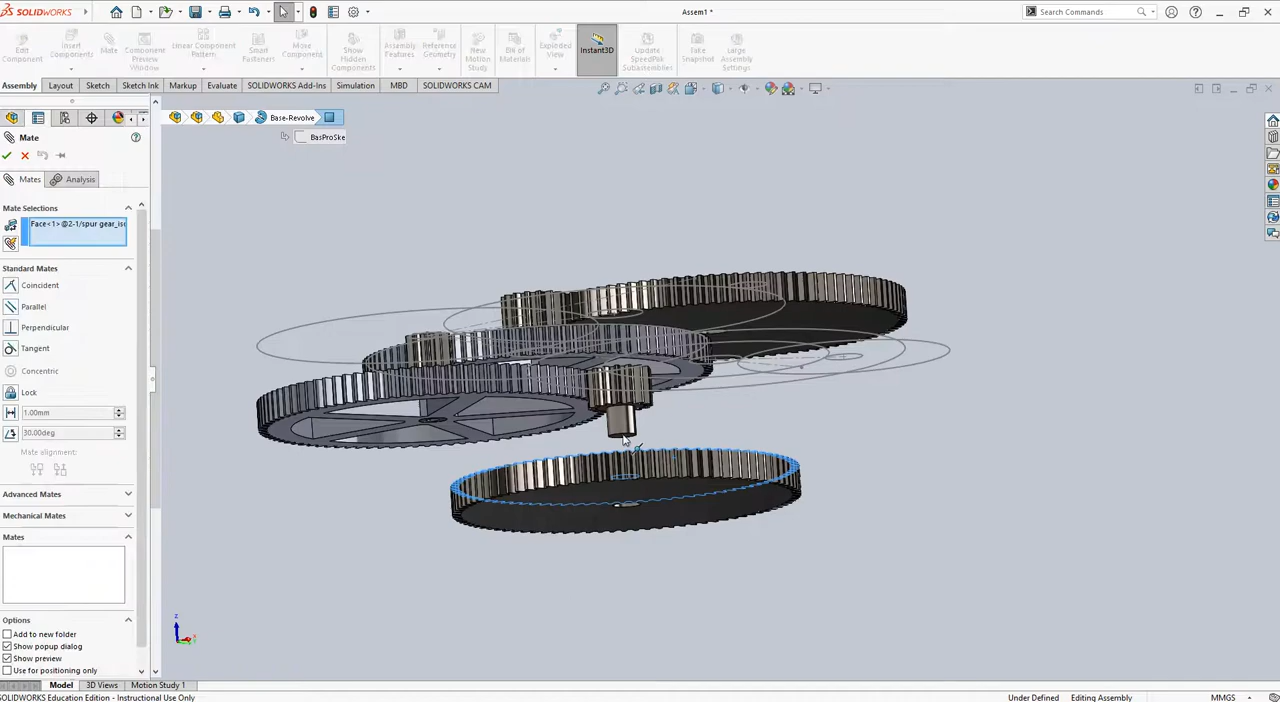 SOLIDWORKS
Assem1 *
Search Commands
Edit Component
Insert Components
Mate
Component Preview Window
Linear Component Pattern
Smart Fasteners
Move Component
Show Hidden Components
Assembly Features
Reference Geometry
New Motion Study
Bill of Materials
Exploded View
Instant3D
Update SpeedPak Subassemblies
Take Snapshot
Large Assembly Settings
Assembly
Layout
Sketch
Sketch Ink
Markup
Evaluate
SOLIDWORKS Add-Ins
Simulation
MBD
SOLIDWORKS CAM
Base-Revolve
BasProSke
Mate
Mates
Analysis
Mate Selections
Face<1>@2-1/spur gear_iso
Standard Mates
Coincident
Parallel
Perpendicular
Tangent
Concentric
Lock
1.00mm
30.00deg
Mate alignment:
Advanced Mates
Mechanical Mates
Mates
Options
Add to new folder
Show popup dialog
Show preview
Use for positioning only
Model
3D Views
Motion Study 1
SOLIDWORKS Education Edition - Instructional Use Only
Under Defined
Editing Assembly
MMGS